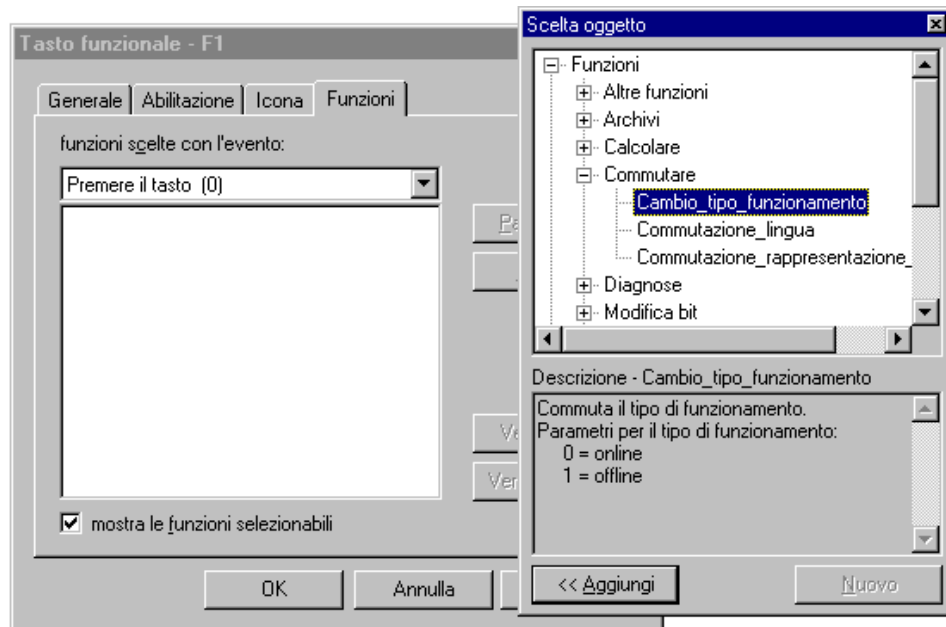 Tasto funzionale - F1
Generale
Abilitazione
Icona
Funzioni
funzioni scelte con l'evento:
Premere il tasto (0)
mostra le funzioni selezionabili
OK
Annulla
Scelta oggetto
Funzioni
Altre funzioni
Archivi
Calcolare
Commutare
Cambio_tipo_funzionamento
Commutazione_lingua
Commutazione_rappresentazione_
Diagnose
Modifica bit
Descrizione - Cambio_tipo_funzionamento
Commuta il tipo di funzionamento.
Parametri per il tipo di funzionamento:
0 = online
1 = offline
<< Aggiungi
Nuovo